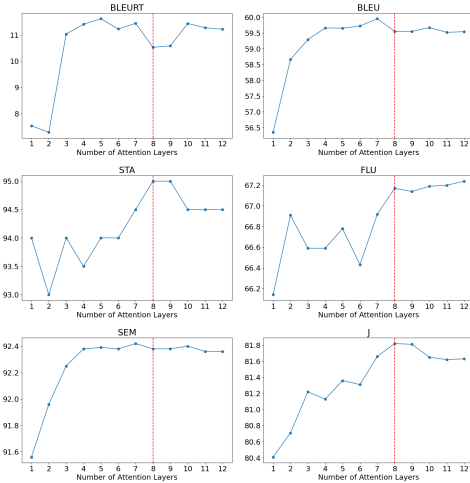 BLEURT
11
10
9
8
1 2 3 4 5 6 7 8 9 10 11 12
Number of Attention Layers
BLEU
60.0
59.5
59.0
58.5
58.0
57.5
57.0
56.5
1 2 3 4 5 6 7 8 9 10 11 12
Number of Attention Layers
STA
95.0
94.5
94.0
93.5
93.0
1 2 3 4 5 6 7 8 9 10 11 12
Number of Attention Layers
FLU
67.2
67.0
66.8
66.6
66.4
66.2
1 2 3 4 5 6 7 8 9 10 11 12
Number of Attention Layers
SEM
92.4
92.2
92.0
91.8
91.6
1 2 3 4 5 6 7 8 9 10 11 12
Number of Attention Layers
J
81.8
81.6
81.4
81.2
81.0
80.8
80.6
80.4
1 2 3 4 5 6 7 8 9 10 11 12
Number of Attention Layers